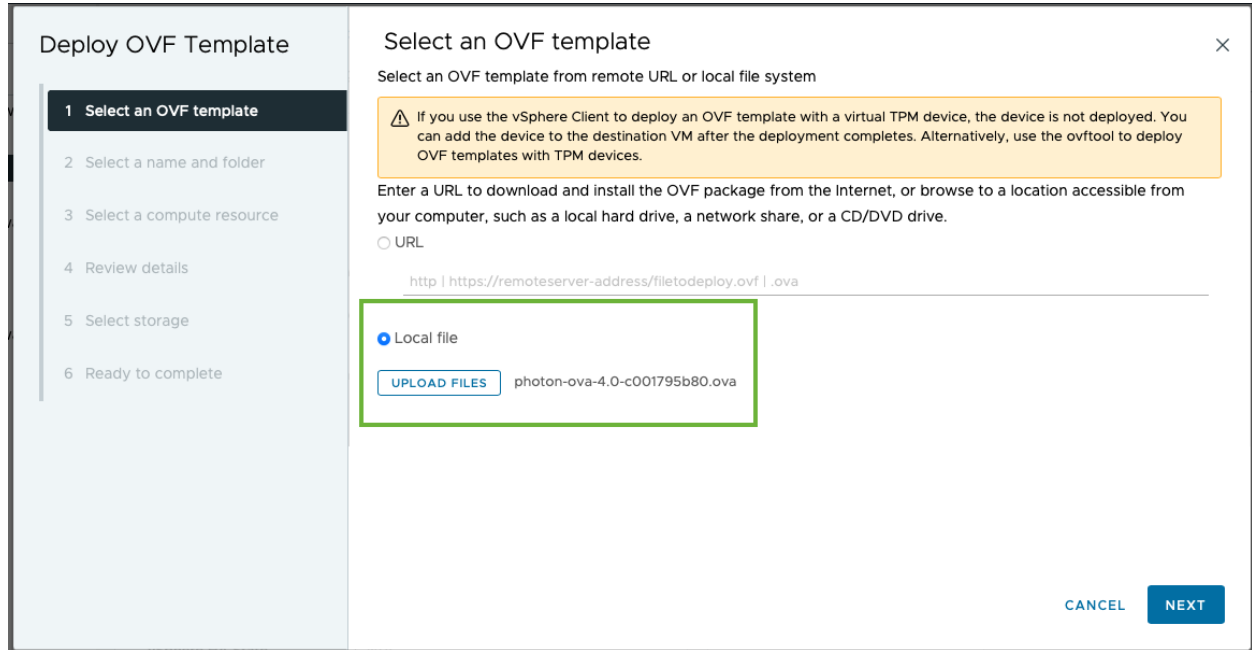 Deploy OVF Template
1 Select an OVF template
2 Select a name and folder
3 Select a compute resource
4 Review details
5 Select storage
6 Ready to complete
Select an OVF template
Select an OVF template from remote URL or local file system
If you use the vSphere Client to deploy an OVF template with a virtual TPM device, the device is not deployed. You
can add the device to the destination VM after the deployment completes. Alternatively, use the ovftool to deploy
OVF templates with TPM devices.
Enter a URL to download and install the OVF package from the Internet, or browse to a location accessible from
your computer, such as a local hard drive, a network share, or a CD/DVD drive.
URL
http | https://remoteserver-address/filetodeploy.ovf | .ova
Local file
UPLOAD FILES photon-ova-4.0-c001795b80.ova
CANCEL NEXT